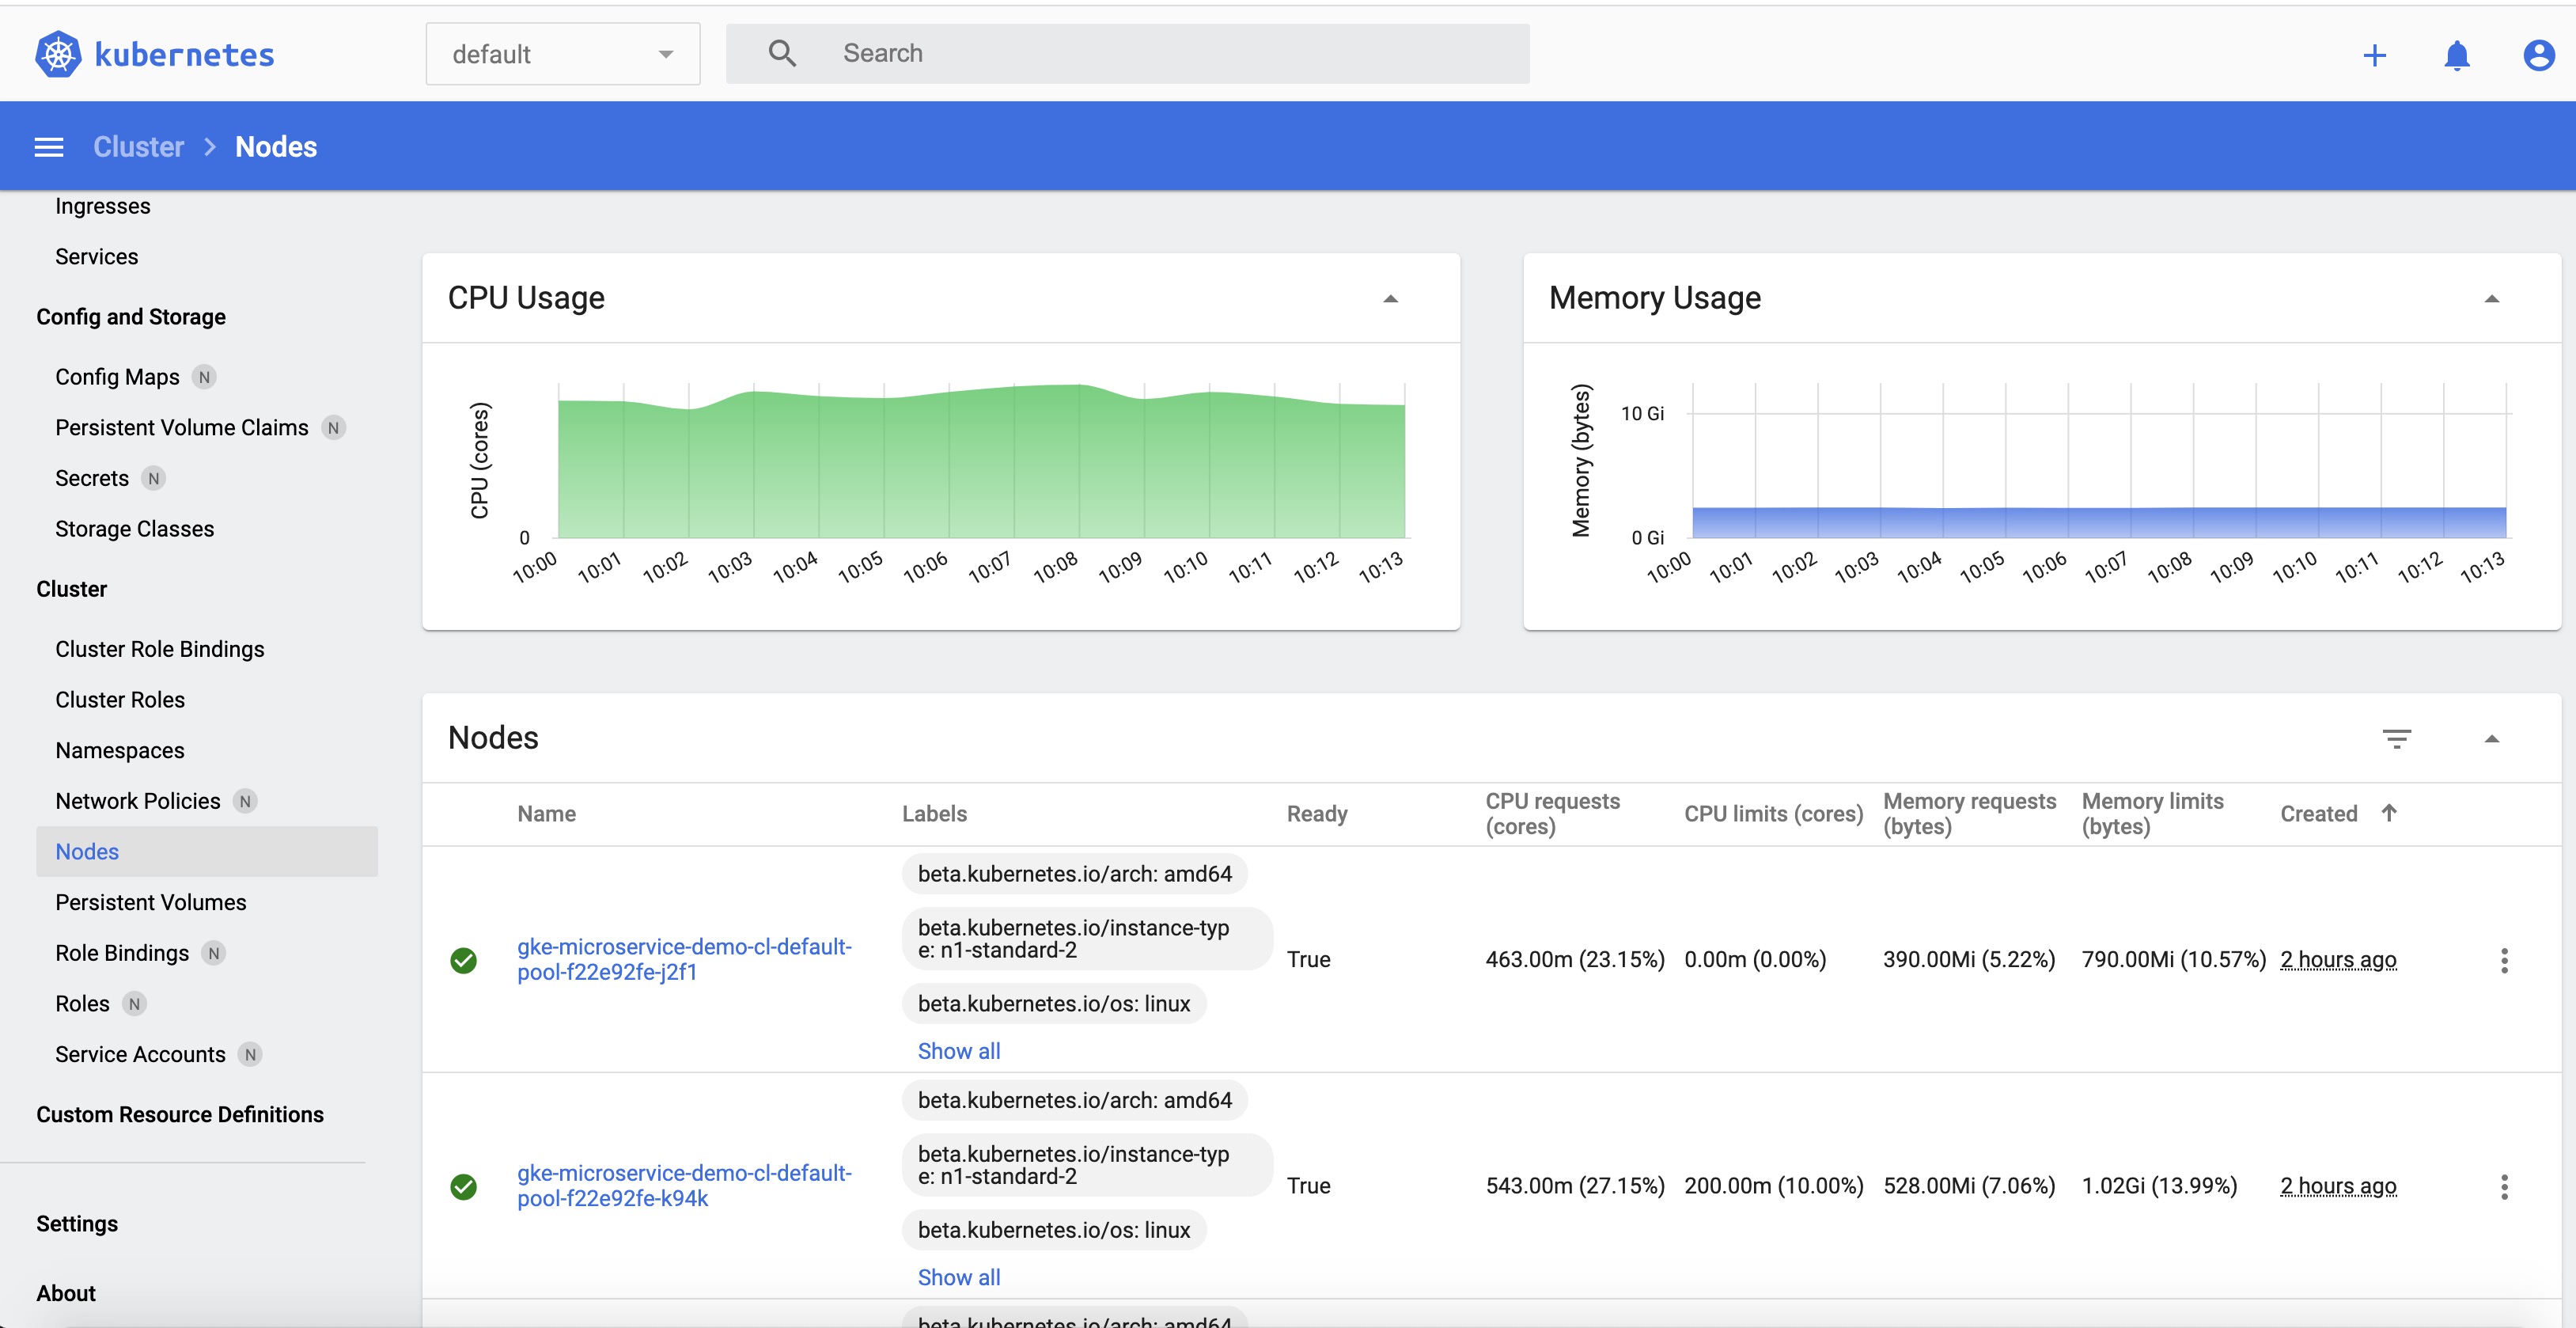 kubernetes
default
Search
Cluster
Nodes
Ingresses
Services
Config and Storage
Config Maps N
Persistent Volume Claims N
Secrets N
Storage Classes
Cluster
Cluster Role Bindings
Cluster Roles
Namespaces
Network Policies N
Nodes
Persistent Volumes
Role Bindings N
Roles N
Service Accounts N
Custom Resource Definitions
Settings
About
CPU Usage
CPU (cores)
0
10:00 10:01 10:02 10:03 10:04 10:05 10:06 10:07 10:08 10:09 10:10 10:11 10:12 10:13
Memory Usage
Memory (bytes)
10 Gi
0 Gi
10:00 10:01 10:02 10:03 10:04 10:05 10:06 10:07 10:08 10:09 10:10 10:11 10:12 10:13
Nodes
Name
Labels
Ready
CPU requests
(cores)
CPU limits (cores)
Memory requests
(bytes)
Memory limits
(bytes)
Created
gke-microservice-demo-cl-default-
pool-f22e92fe-j2f1
beta.kubernetes.io/arch: amd64
beta.kubernetes.io/instance-typ
e: n1-standard-2
beta.kubernetes.io/os: linux
Show all
True
463.00m (23.15%)
0.00m (0.00%)
390.00Mi (5.22%)
790.00Mi (10.57%)
2 hours ago
gke-microservice-demo-cl-default-
pool-f22e92fe-k94k
beta.kubernetes.io/arch: amd64
beta.kubernetes.io/instance-typ
e: n1-standard-2
beta.kubernetes.io/os: linux
Show all
True
543.00m (27.15%)
200.00m (10.00%)
528.00Mi (7.06%)
1.02Gi (13.99%)
2 hours ago
beta.kubernetes.io/arch: amd64